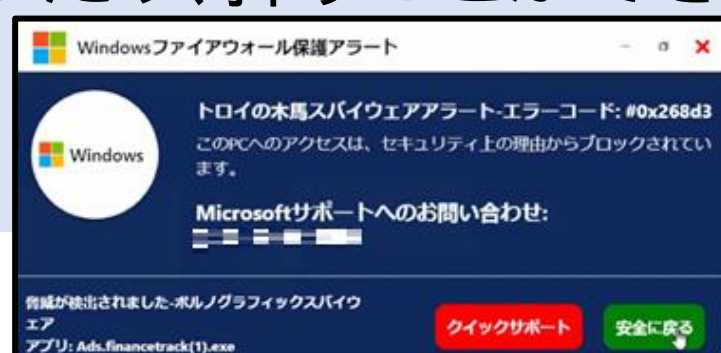 Windowsファイアウォール保護アラート
Windows
トロイの木馬スパイウェアアラート-エラーコード: #0x268d3
このPCへのアクセスは、セキュリティ上の理由からブロックされてい
ます。
Microsoftサポートへのお問い合わせ:
脅威が検出されました-ポルノグラフィックスパイウ
ェア
アプリ: Ads.financetrack(1).exe
クイックサポート
安全に戻る